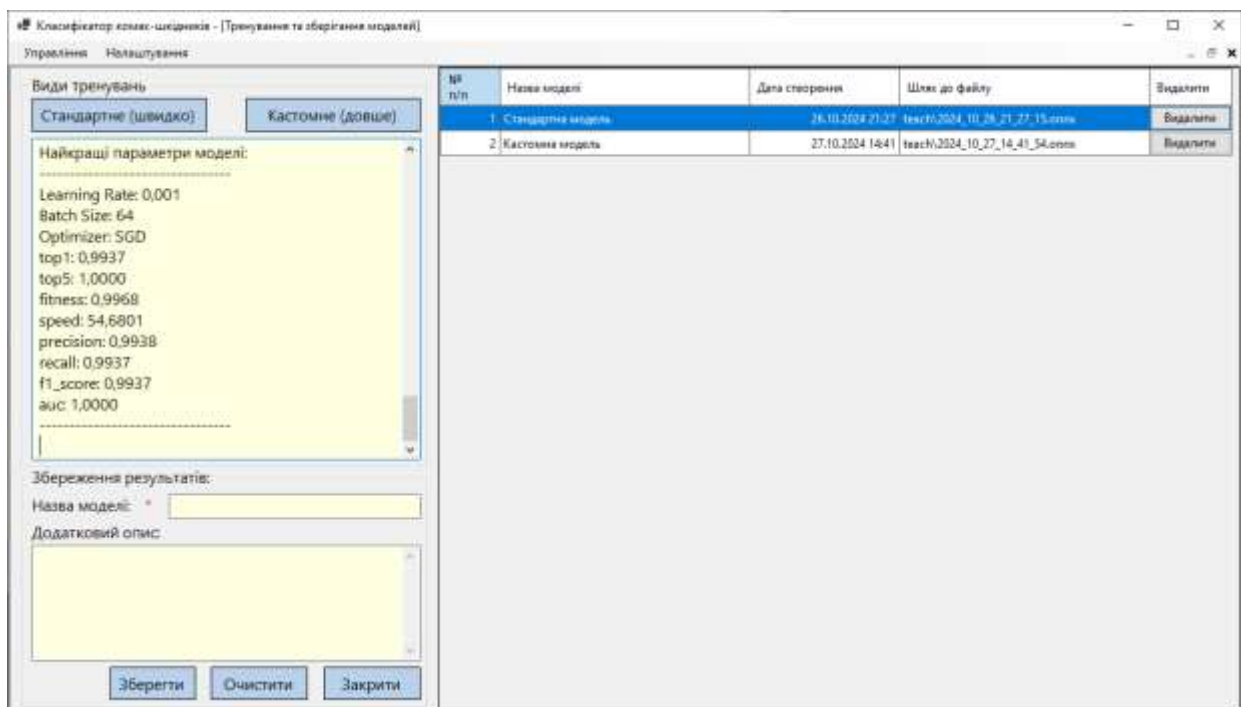 Класифікатор комах-шкідників - [Тренування та зберігання моделей]
Управління Налаштування
Види тренувань
Стандартне (швидко) Кастомне (довше)
Найкращі параметри моделі:
--------------------------------
Learning Rate: 0,001
Batch Size: 64
Optimizer: SGD
top1: 0,9937
top5: 1,0000
fitness: 0,9968
speed: 54,6801
precision: 0,9938
recall: 0,9937
f1_score: 0,9937
auc: 1,0000
--------------------------------
Збереження результатів:
Назва моделі: *
Додатковий опис:
Зберегти Очистити Закрити
№ п/п Назва моделі Дата створення Шлях до файлу Видалити
1 Стандартна модель 26.10.2024 21:27 teach\2024_10_26_21_27_15.onnx Видалити
2 Кастомна модель 27.10.2024 14:41 teach\2024_10_27_14_41_54.onnx Видалити